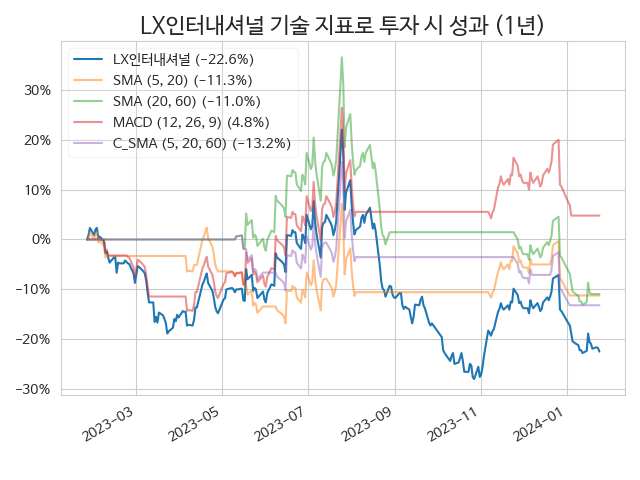 LX인터내셔널 기술 지표로 투자 시 성과 (1년)
LX인터내셔널 (−22.6%)
SMA (5, 20) (−11.3%)
SMA (20, 60) (−11.0%)
MACD (12, 26, 9) (4.8%)
C_SMA (5, 20, 60) (−13.2%)
30%
20%
10%
0%
−10%
−20%
−30%
2023−03
2023−05
2023−07
2023−09
2023−11
2024−01